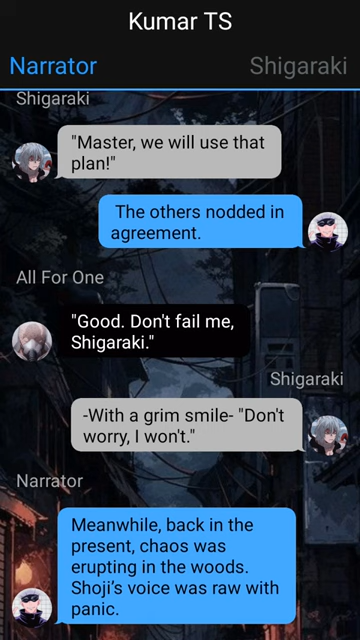 Kumar TS
Narrator
Shigaraki
Shigaraki
"Master, we will use that
plan!"
The others nodded in
agreement.
All For One
"Good. Don't fail me,
Shigaraki."
Shigaraki
-With a grim smile- "Don't
worry, I won't."
Narrator
Meanwhile, back in the
present, chaos was
erupting in the woods.
Shoji's voice was raw with
panic.